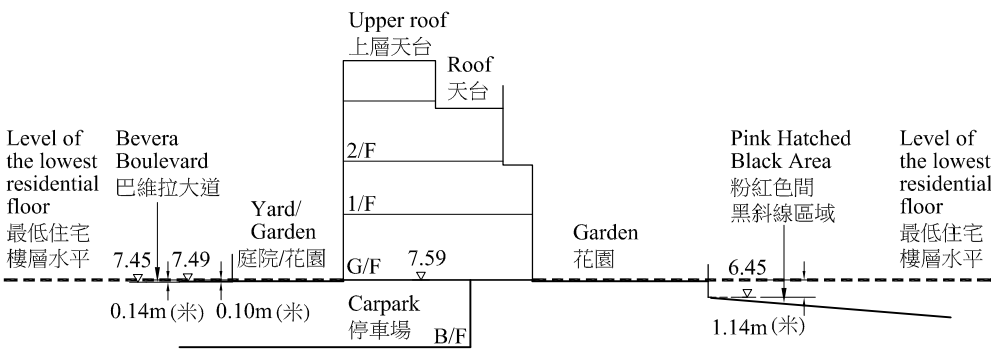 Upper roof
上層天台
Roof
天台
Level of
the lowest
residential
floor
最低住宅
樓層水平
Bevera
Boulevard
巴維拉大道
2/F
Pink Hatched
Black Area
粉紅色間
黑斜線區域
Level of
the lowest
residential
floor
最低住宅
樓層水平
1/F
Yard/
Garden
庭院/花園
Garden
花園
7.45
7.49
G/F
7.59
6.45
0.14m (米)
0.10m (米)
Carpark
停車場
B/F
1.14m (米)